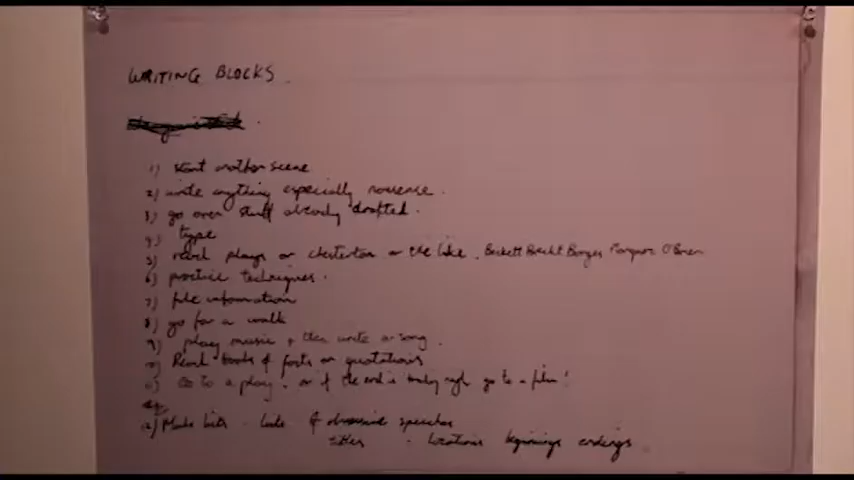 WRITING BLOCKS
1) start another scene
2) write anything especially nonsense.
3) go over stuff already drafted.
4) type
5) read plays or chesterton or the like. Beckett Brecht Borges O'Brien
6) practice techniques.
7) file information
8) go for a walk
9) play music + then write a song.
10) Read books of facts or quotations
11) Go to a play. or if the end is truly nigh go to a film!
12) Make lists of obsessive speeches
titles - locations beginnings endings